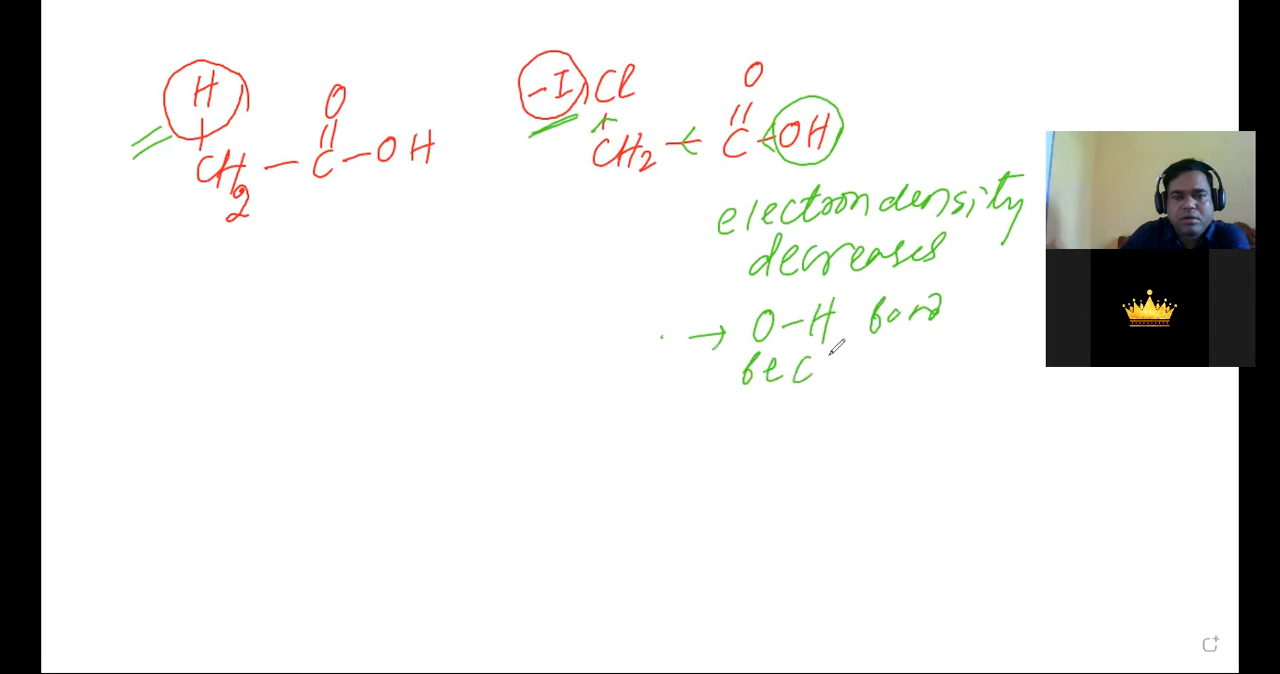 H
O
CH2 — C — OH
-I Cl
O
CH2 — C — OH
electron density
decreases
→ O-H bond
bec